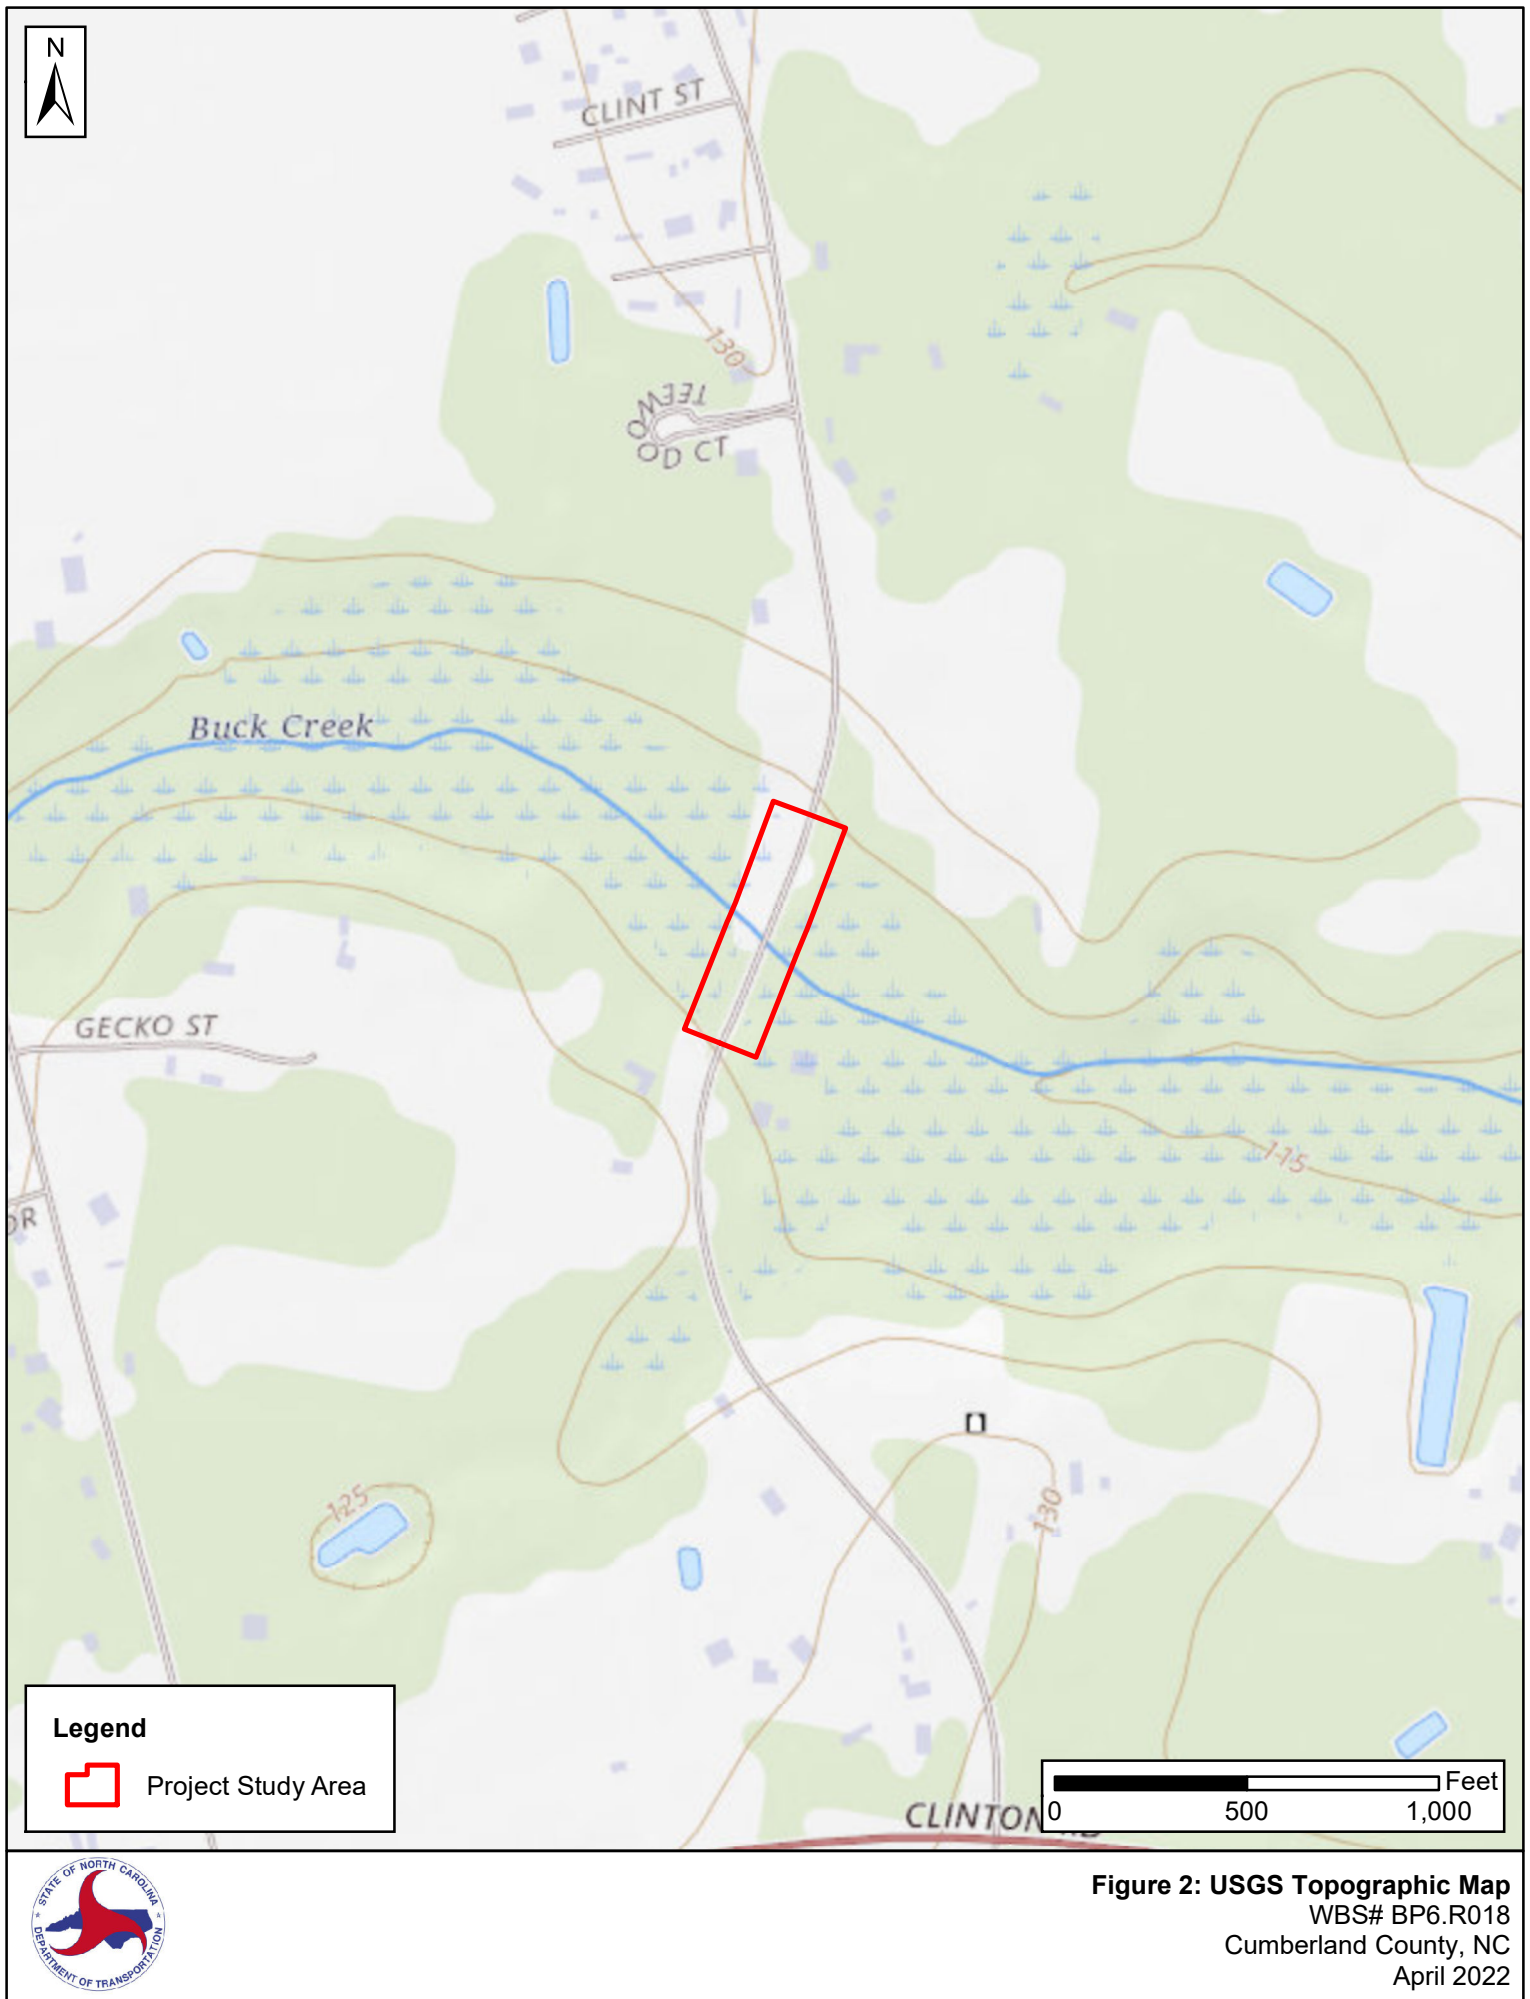 N
CLINT ST
130
TEEWOOD CT
Buck Creek
GECKO ST
115
DR
125
130
CLINTON
Legend
Project Study Area
Feet
0 500 1,000
STATE OF NORTH CAROLINA
DEPARTMENT OF TRANSPORTATION
Figure 2: USGS Topographic Map
WBS# BP6.R018
Cumberland County, NC
April 2022